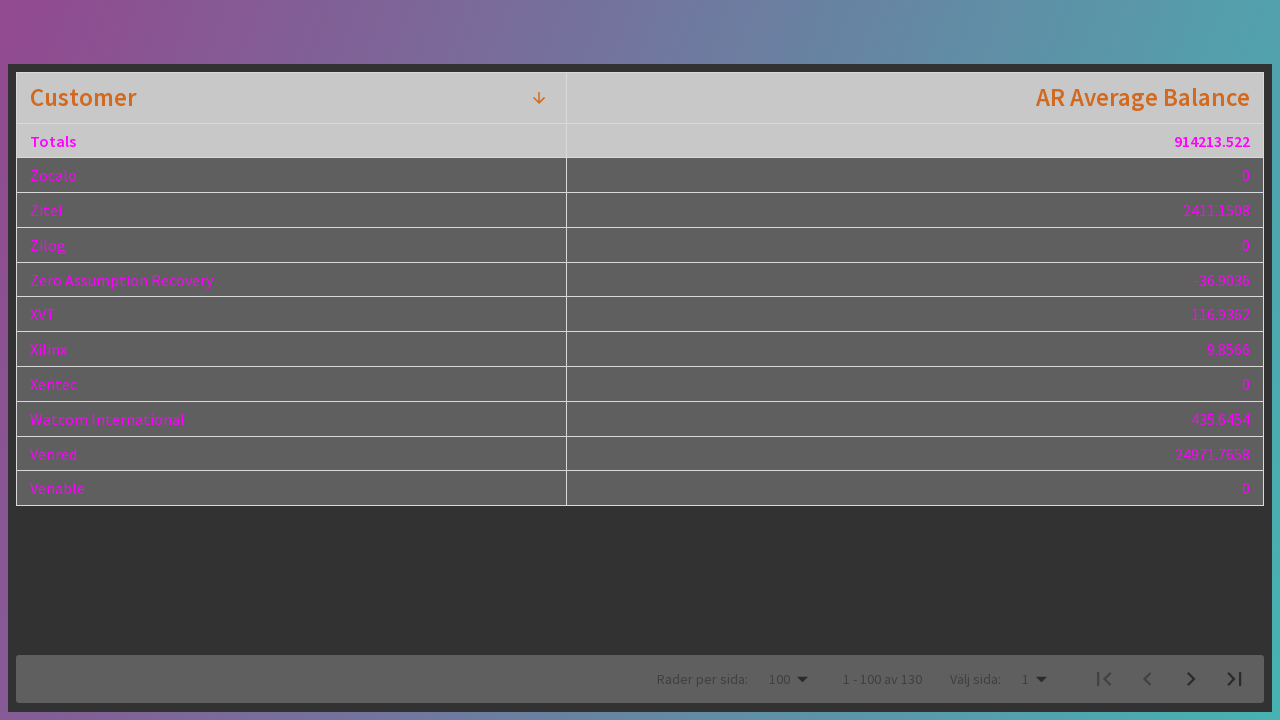 Customer AR Average Balance
Totals 914213.522
Zocalo 0
Zitel 2411.1508
Zilog 0
Zero Assumption Recovery -36.9036
XVT 116.9362
Xilinx 9.8566
Xentec 0
Watcom International 435.6454
Venred 24971.7658
Venable 0
Rader per sida: 100 1 - 100 av 130 Välj sida: 1